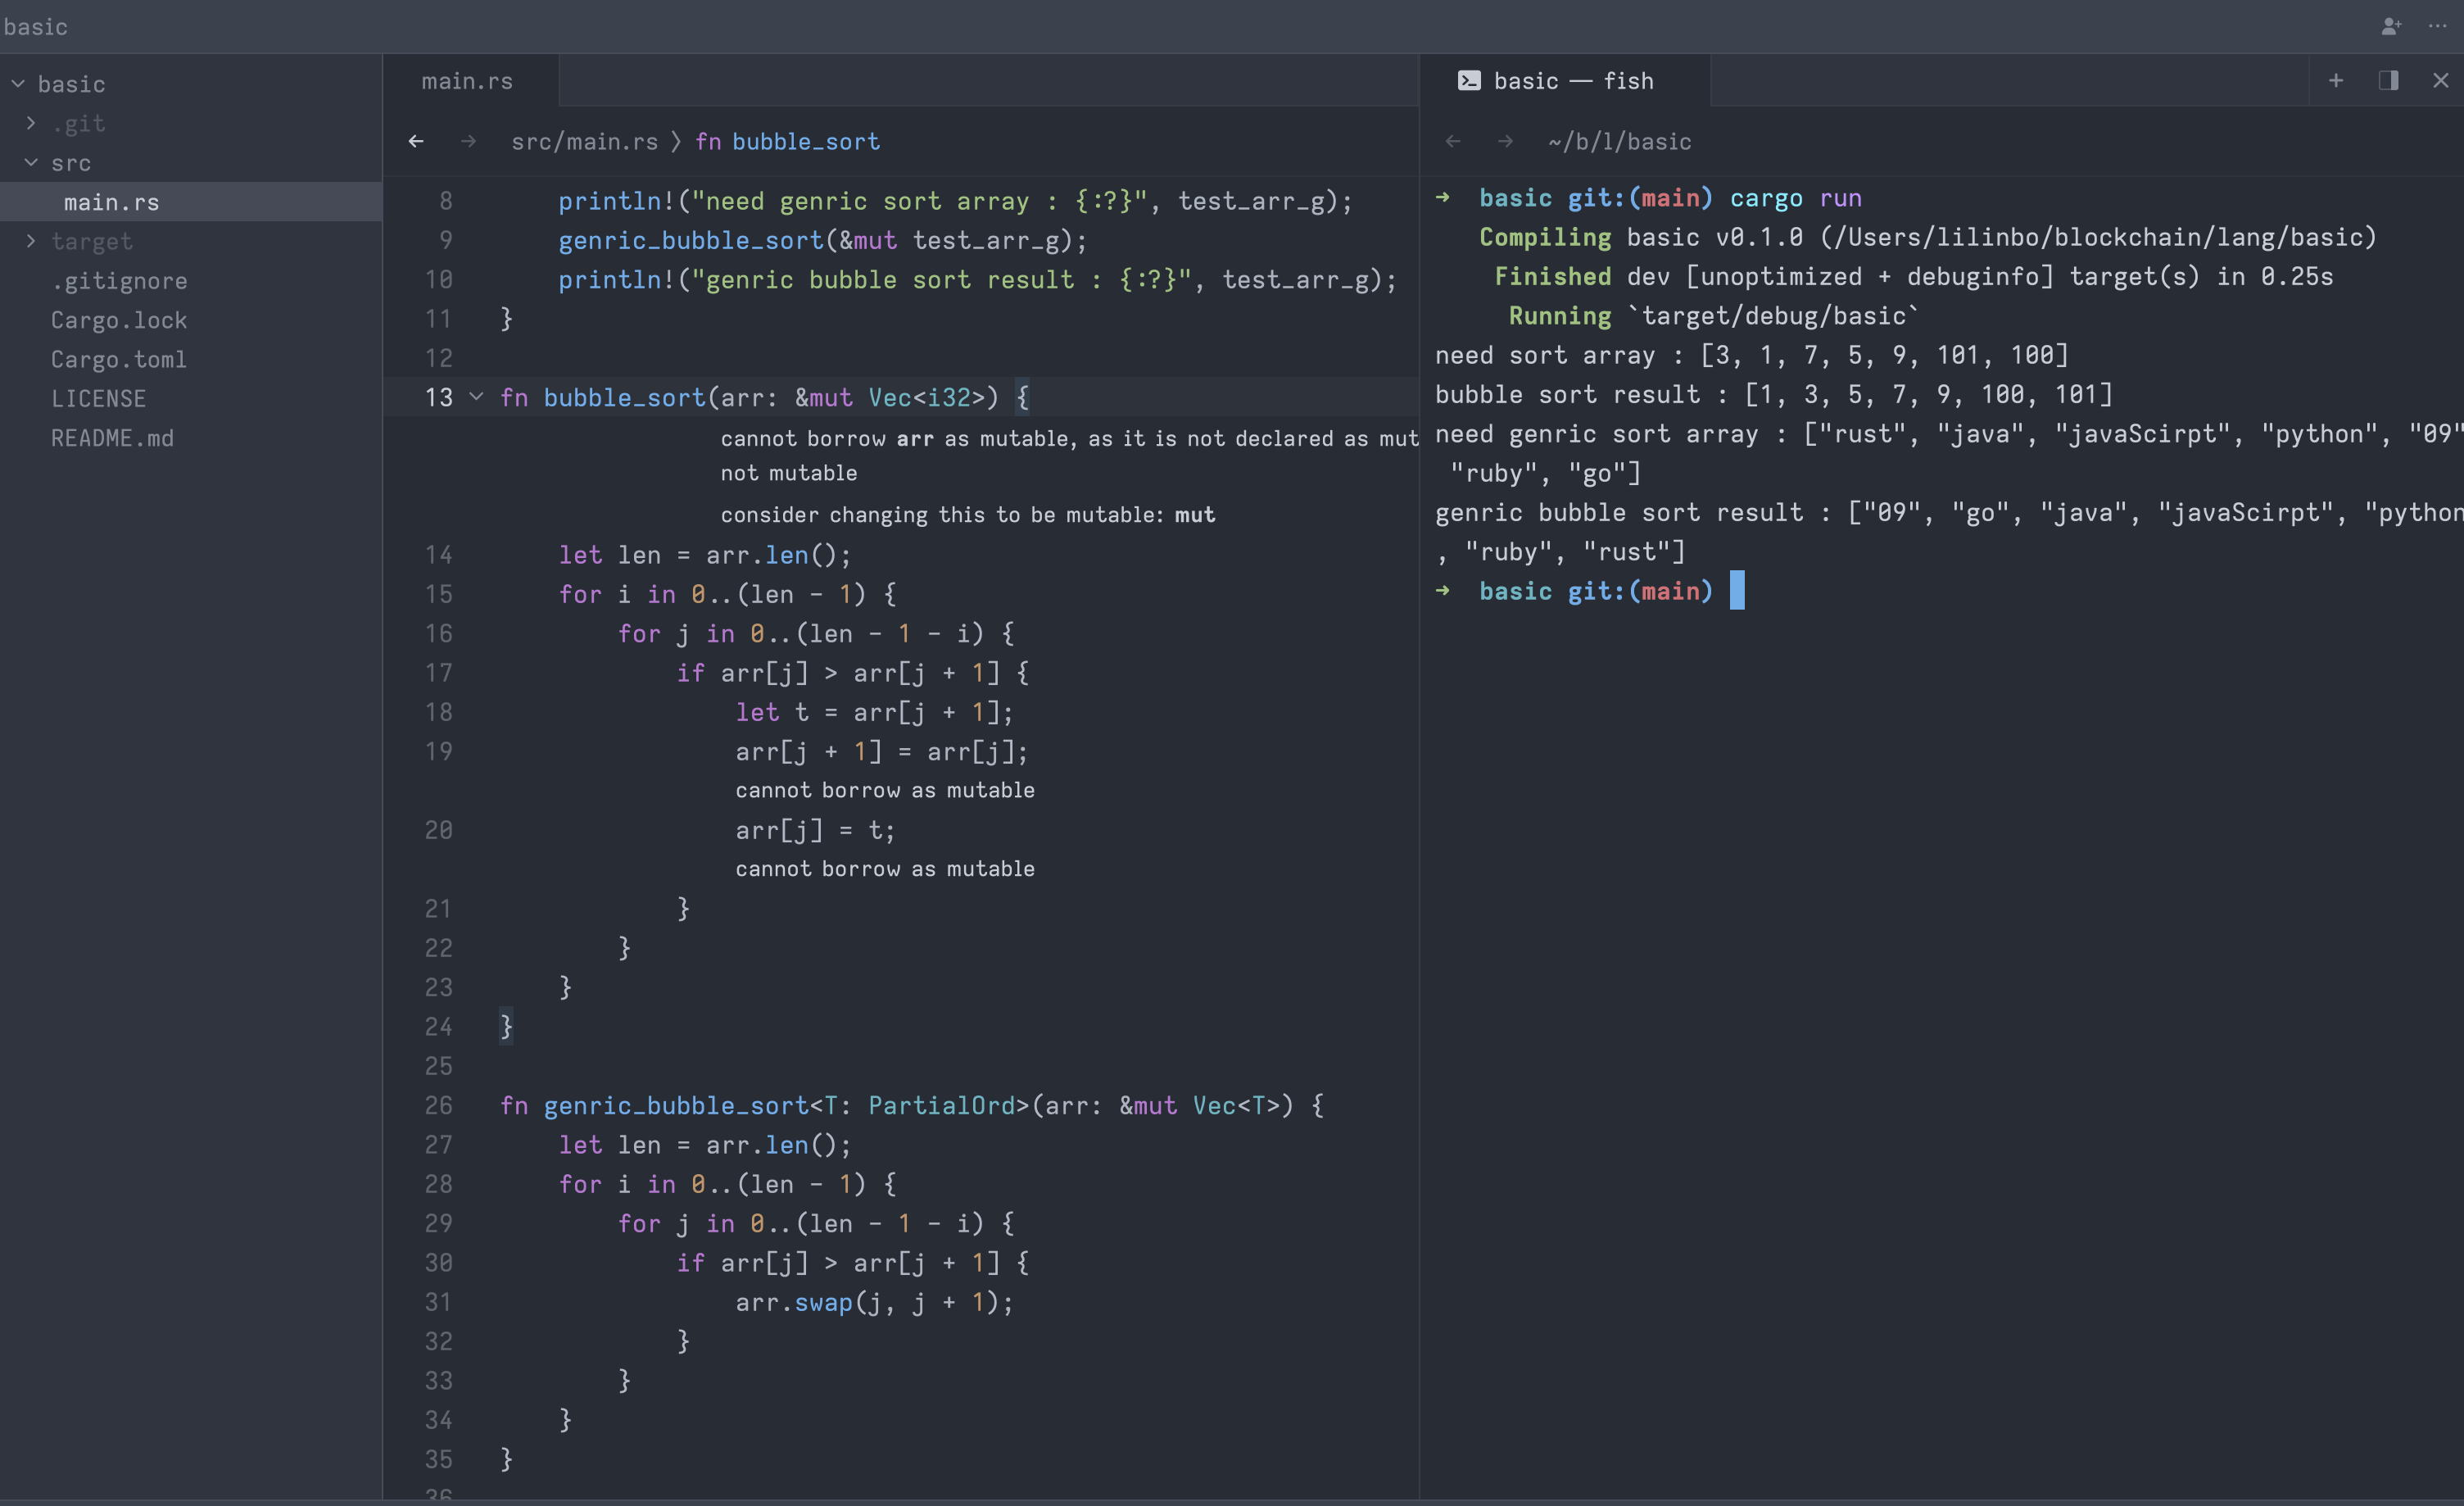 basic
basic
.git
src
main.rs
target
.gitignore
Cargo.lock
Cargo.toml
LICENSE
README.md
main.rs
src/main.rs 〉 fn bubble_sort
8 println!("need genric sort array : {:?}", test_arr_g);
9 genric_bubble_sort(&mut test_arr_g);
10 println!("genric bubble sort result : {:?}", test_arr_g);
11 }
12
13 fn bubble_sort(arr: &mut Vec<i32>) {
cannot borrow arr as mutable, as it is not declared as mut
not mutable
consider changing this to be mutable: mut
14 let len = arr.len();
15 for i in 0..(len - 1) {
16 for j in 0..(len - 1 - i) {
17 if arr[j] > arr[j + 1] {
18 let t = arr[j + 1];
19 arr[j + 1] = arr[j];
cannot borrow as mutable
20 arr[j] = t;
cannot borrow as mutable
21 }
22 }
23 }
24 }
25
26 fn genric_bubble_sort<T: PartialOrd>(arr: &mut Vec<T>) {
27 let len = arr.len();
28 for i in 0..(len - 1) {
29 for j in 0..(len - 1 - i) {
30 if arr[j] > arr[j + 1] {
31 arr.swap(j, j + 1);
32 }
33 }
34 }
35 }
36
basic — fish
~/b/l/basic
➜ basic git:(main) cargo run
Compiling basic v0.1.0 (/Users/lilinbo/blockchain/lang/basic)
Finished dev [unoptimized + debuginfo] target(s) in 0.25s
Running `target/debug/basic`
need sort array : [3, 1, 7, 5, 9, 101, 100]
bubble sort result : [1, 3, 5, 7, 9, 100, 101]
need genric sort array : ["rust", "java", "javaScirpt", "python", "09"
"ruby", "go"]
genric bubble sort result : ["09", "go", "java", "javaScirpt", "python
, "ruby", "rust"]
➜ basic git:(main)